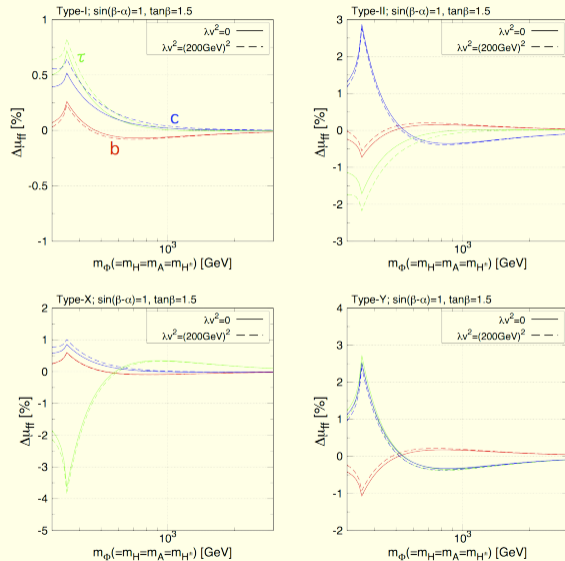 Type-I; sin(β-α)=1, tanβ=1.5
λv²=0
λv²=(200GeV)²
τ
c
b
1
0.5
0
-0.5
-1
Δμff [%]
10³
mΦ(=mH=mA=mH±) [GeV]
Type-II; sin(β-α)=1, tanβ=1.5
λv²=0
λv²=(200GeV)²
3
2
1
0
-1
-2
-3
Δμff [%]
10³
mΦ(=mH=mA=mH±) [GeV]
Type-X; sin(β-α)=1, tanβ=1.5
λv²=0
λv²=(200GeV)²
2
1
0
-1
-2
-3
-4
-5
Δμff [%]
10³
mΦ(=mH=mA=mH±) [GeV]
Type-Y; sin(β-α)=1, tanβ=1.5
λv²=0
λv²=(200GeV)²
4
3
2
1
0
-1
-2
Δμff [%]
10³
mΦ(=mH=mA=mH±) [GeV]